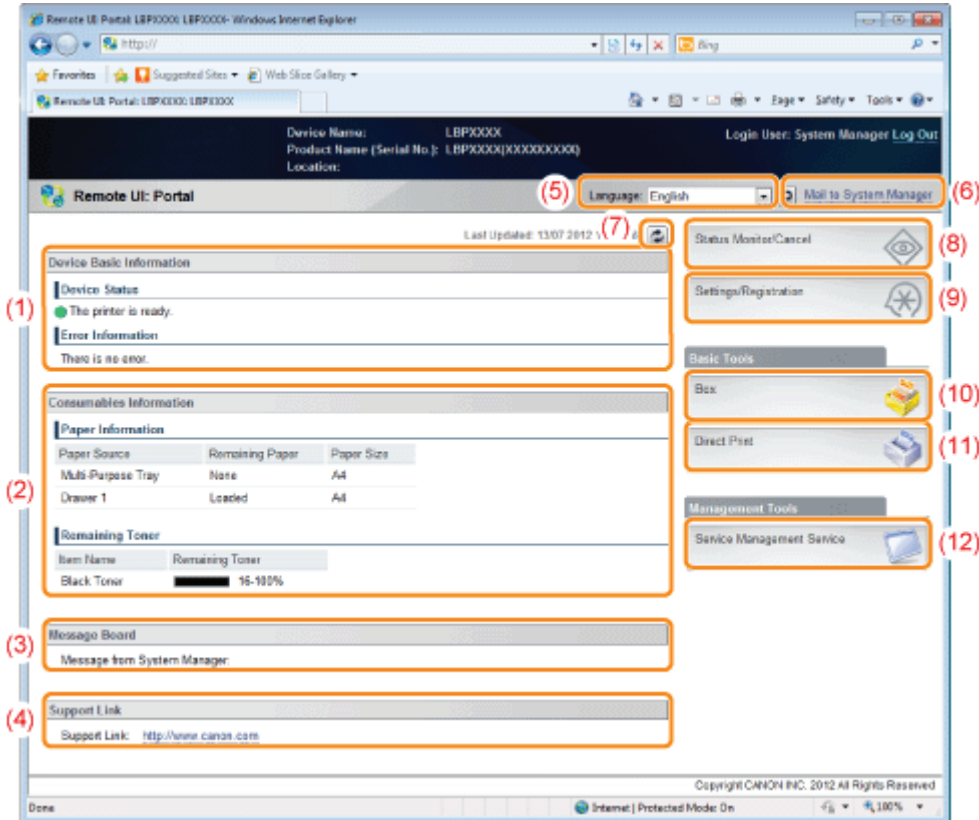 Remote UI: Portal: LBPXXXX: LBPXXXX- Windows Internet Explorer
http://
Bing
Favorites Suggested Sites Web Slice Gallery
Remote UI: Portal: LBPXXXX: LBPXXXX
Page Safety Tools
Device Name: LBPXXXX
Login User: System Manager Log Out
Product Name (Serial No.): LBPXXXX(XXXXXXXXX)
Location:
Remote UI: Portal
(5)
Language: English
Mail to System Manager
(6)
Last Updated: 13/07 2012
(7)
Status Monitor/Cancel
(8)
(1)
Device Basic Information
Device Status
The printer is ready.
Error Information
There is no error.
Settings/Registration
(9)
Basic Tools
Box
(10)
Direct Print
(11)
(2)
Consumables Information
Paper Information
Paper Source Remaining Paper Paper Size
Multi-Purpose Tray None A4
Drawer 1 Loaded A4
Remaining Toner
Item Name Remaining Toner
Black Toner 16-100%
Management Tools
Service Management Service
(12)
(3)
Message Board
Message from System Manager:
(4)
Support Link
Support Link: http://www.canon.com
Copyright CANON INC. 2012 All Rights Reserved
Done
Internet | Protected Mode: On
100%